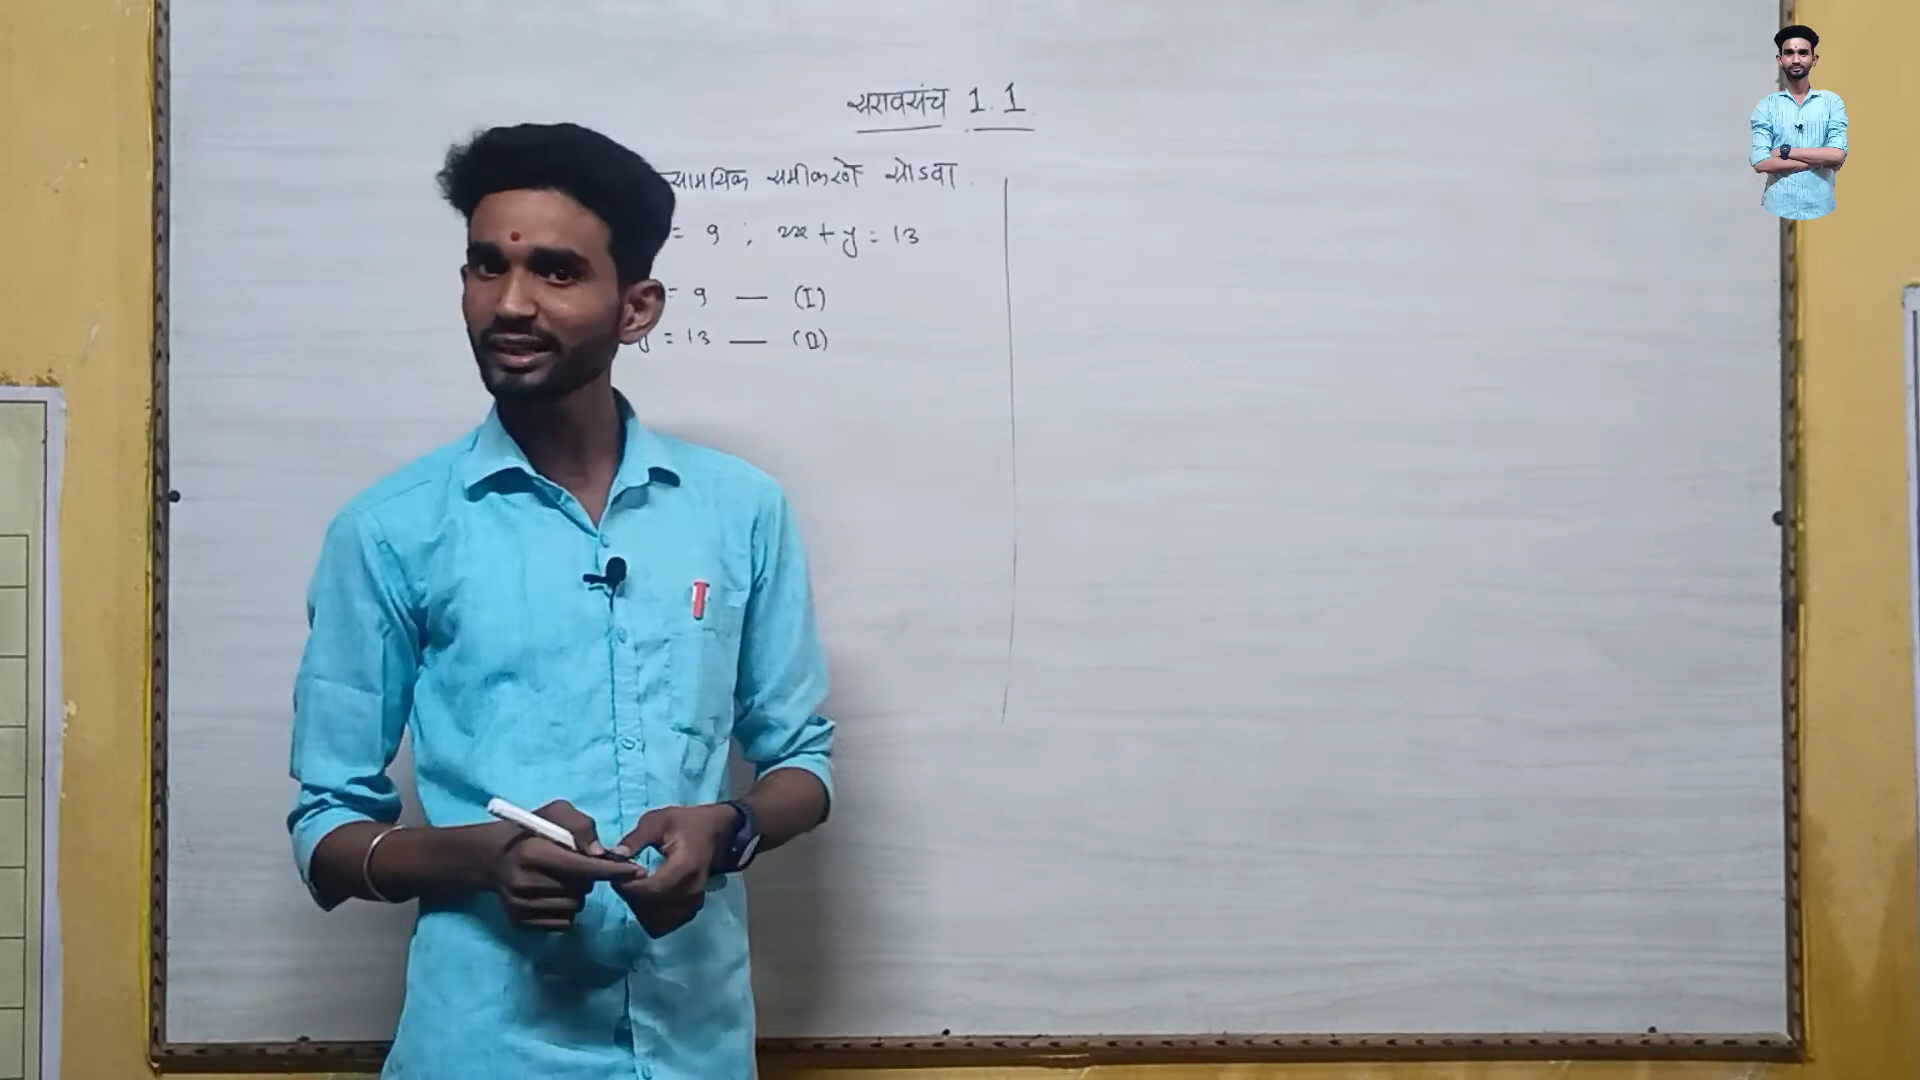 सरावसंच 1.1
सामयिक समीकरणे सोडवा.
= 9 ; 2x + y = 13
= 9 — (I)
y = 13 — (II)